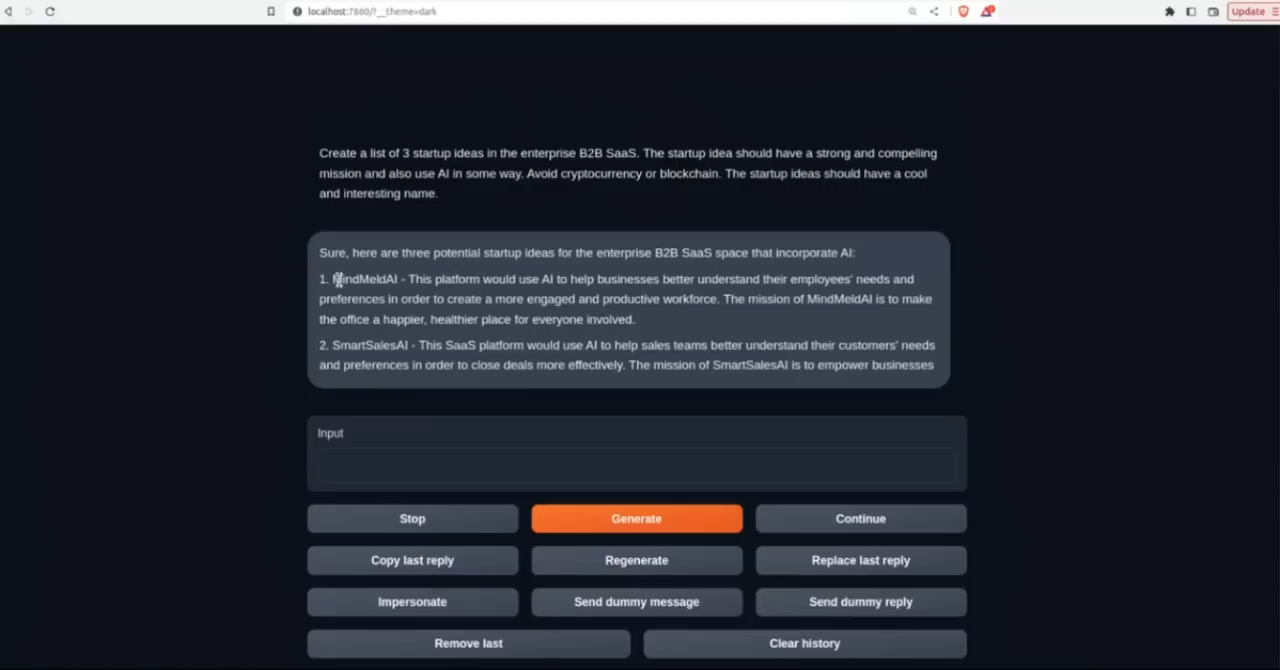 localhost:7860/?__theme=dark
Update
Create a list of 3 startup ideas in the enterprise B2B SaaS. The startup idea should have a strong and compelling
mission and also use AI in some way. Avoid cryptocurrency or blockchain. The startup ideas should have a cool
and interesting name.
Sure, here are three potential startup ideas for the enterprise B2B SaaS space that incorporate AI:
1. MindMeldAI - This platform would use AI to help businesses better understand their employees' needs and
preferences in order to create a more engaged and productive workforce. The mission of MindMeldAI is to make
the office a happier, healthier place for everyone involved.
2. SmartSalesAI - This SaaS platform would use AI to help sales teams better understand their customers' needs
and preferences in order to close deals more effectively. The mission of SmartSalesAI is to empower businesses
Input
Stop Generate Continue
Copy last reply Regenerate Replace last reply
Impersonate Send dummy message Send dummy reply
Remove last Clear history